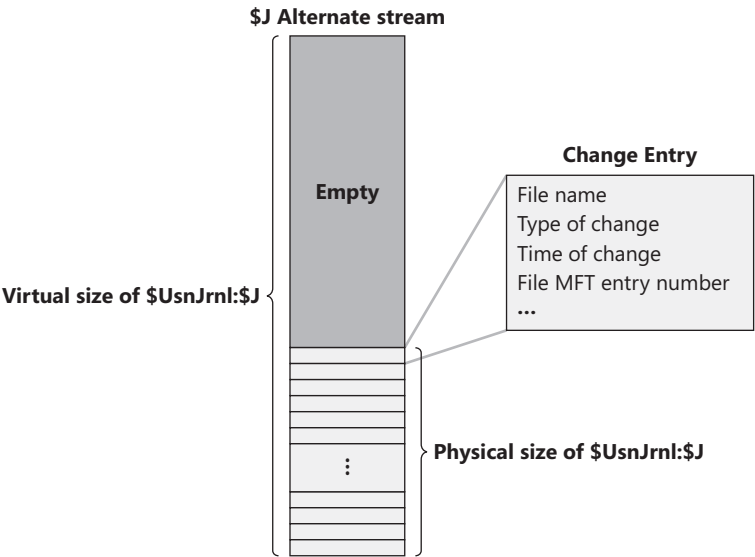 $J Alternate stream
Empty
Change Entry
File name
Type of change
Time of change
File MFT entry number
...
Virtual size of $UsnJrnl:$J
Physical size of $UsnJrnl:$J